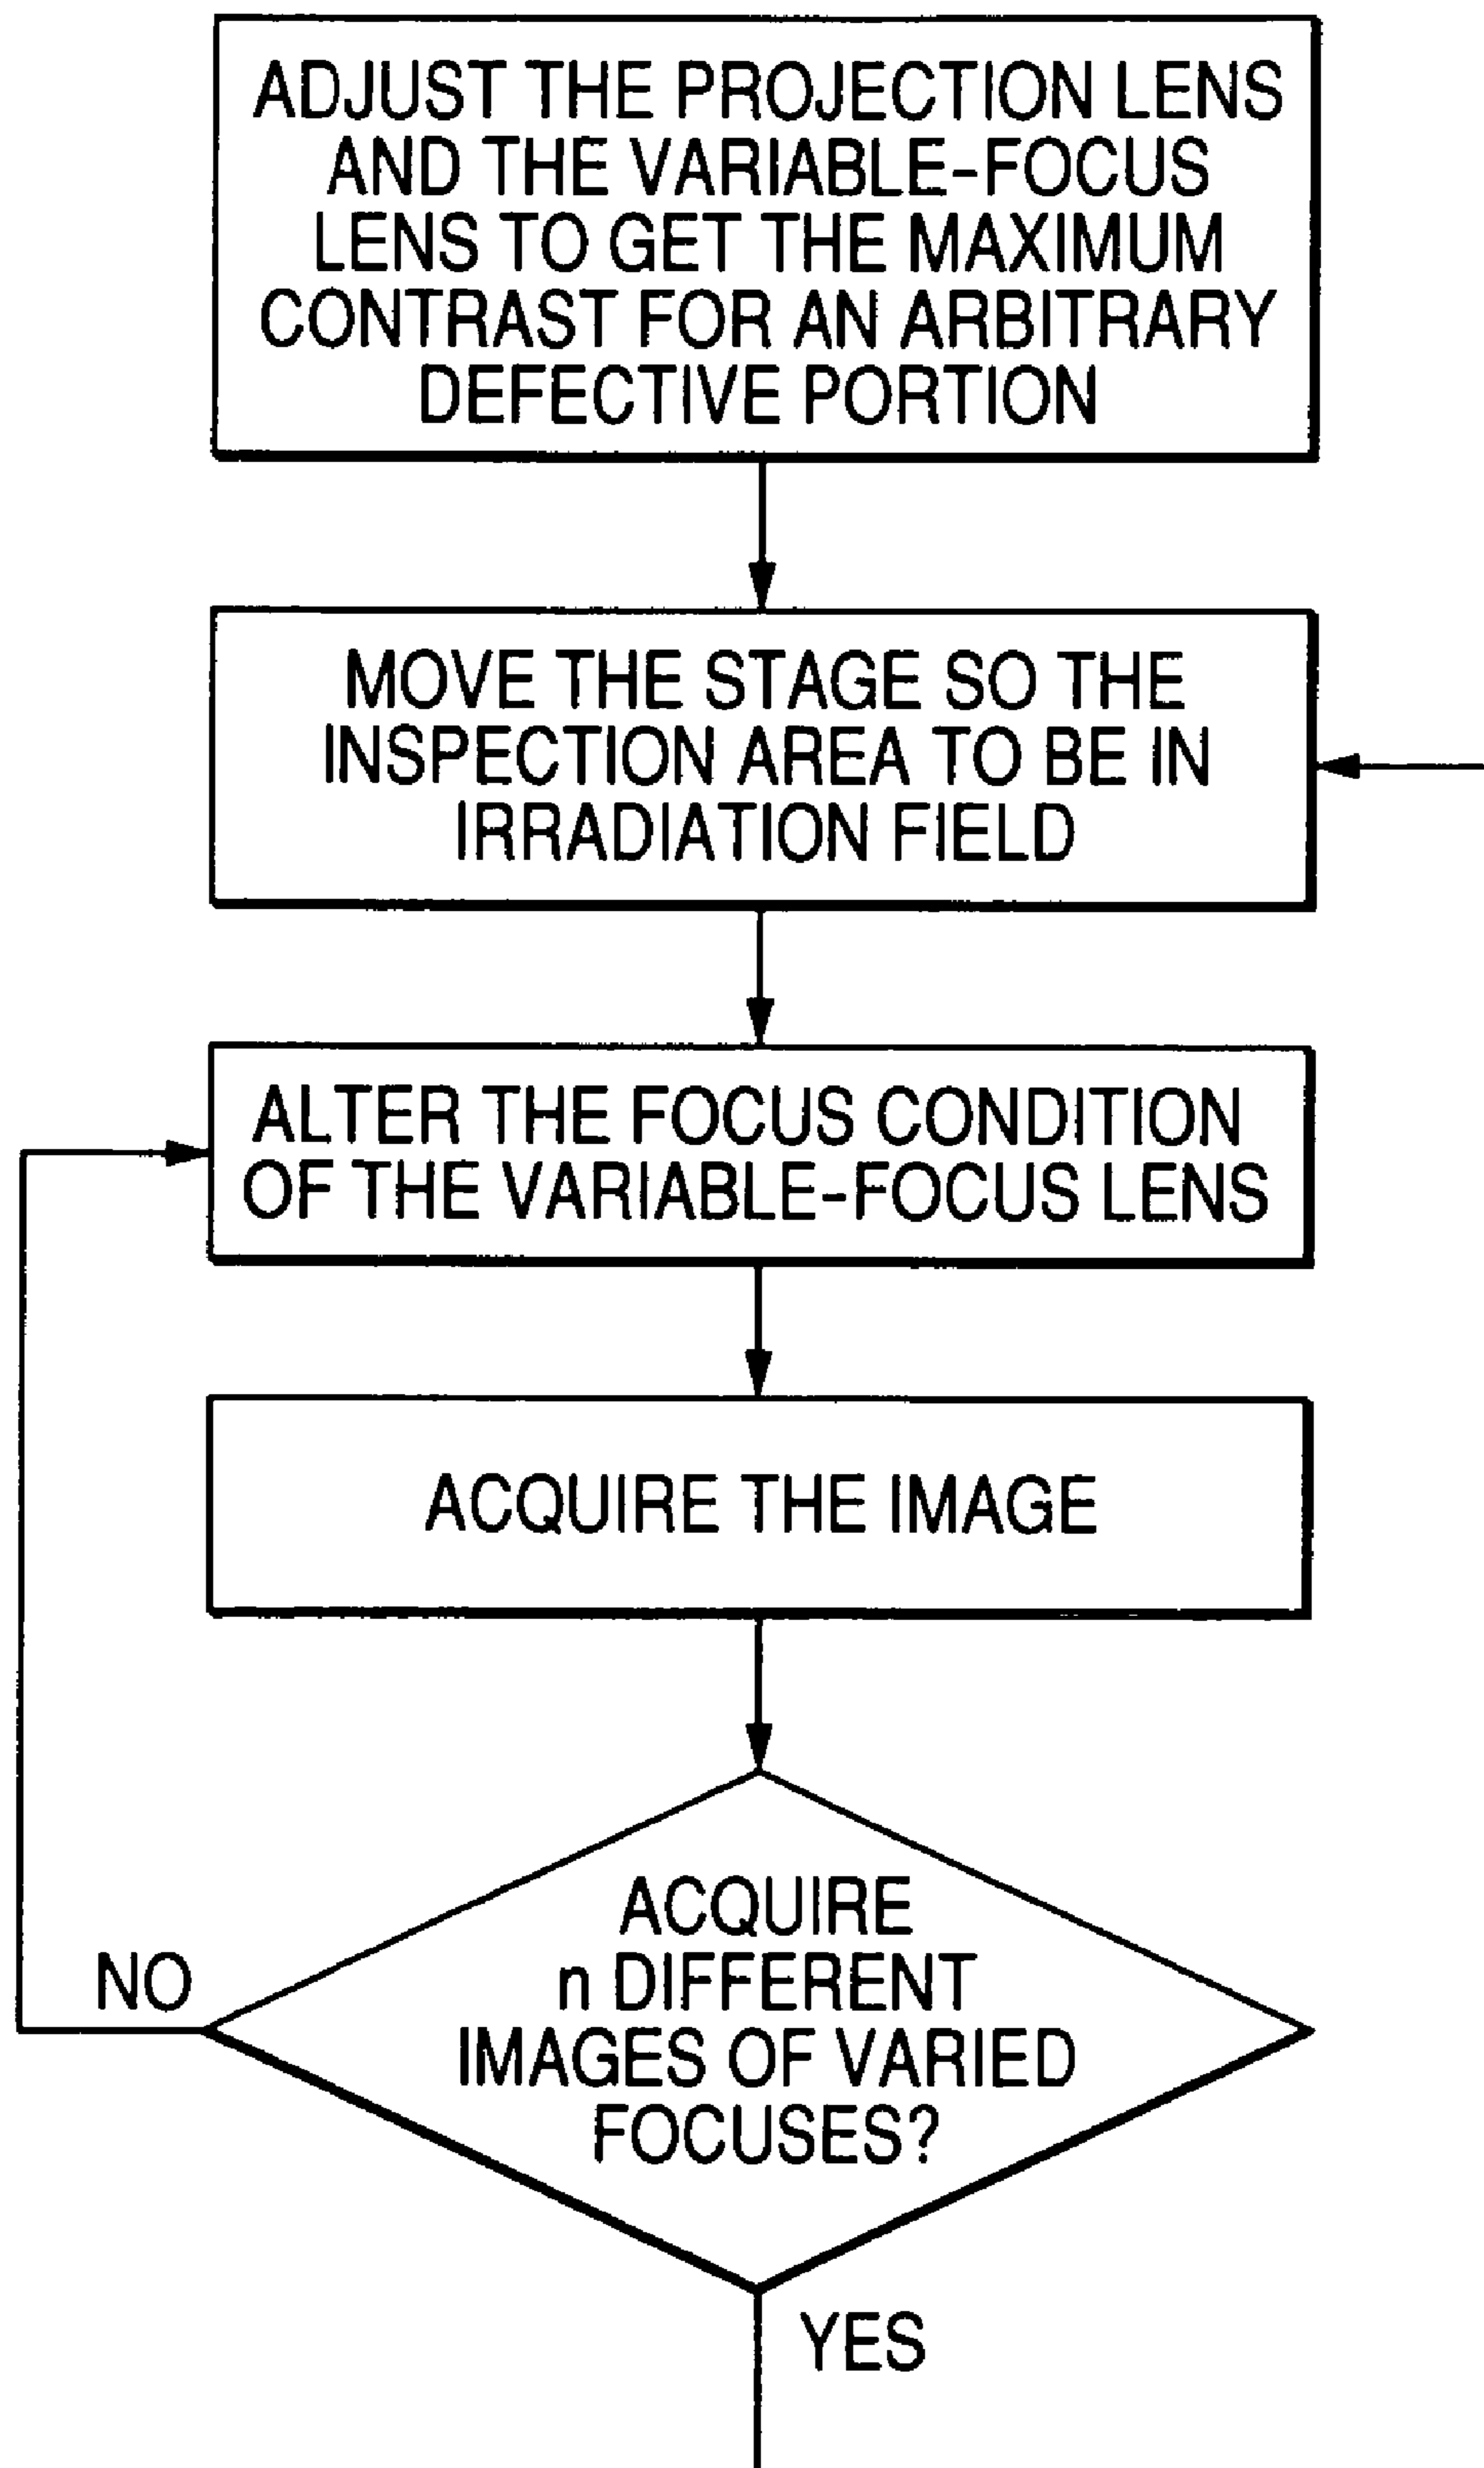 ADJUST THE PROJECTION LENS
AND THE VARIABLE-FOCUS
LENS TO GET THE MAXIMUM
CONTRAST FOR AN ARBITRARY
DEFECTIVE PORTION
MOVE THE STAGE SO THE
INSPECTION AREA TO BE IN
IRRADIATION FIELD
ALTER THE FOCUS CONDITION
OF THE VARIABLE-FOCUS LENS
ACQUIRE THE IMAGE
ACQUIRE
n DIFFERENT
IMAGES OF VARIED
FOCUSES?
NO
YES